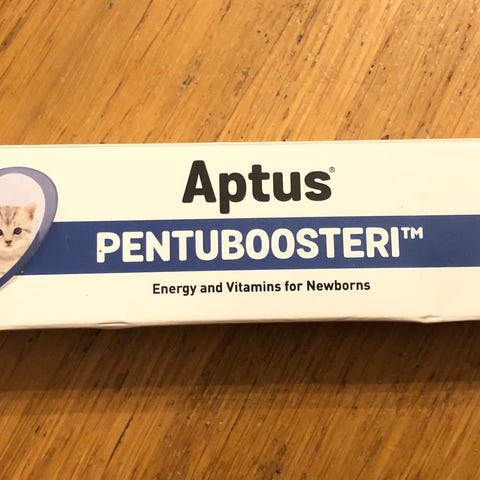 Aptus®
PENTUBOOSTERI™
Energy and Vitamins for Newborns